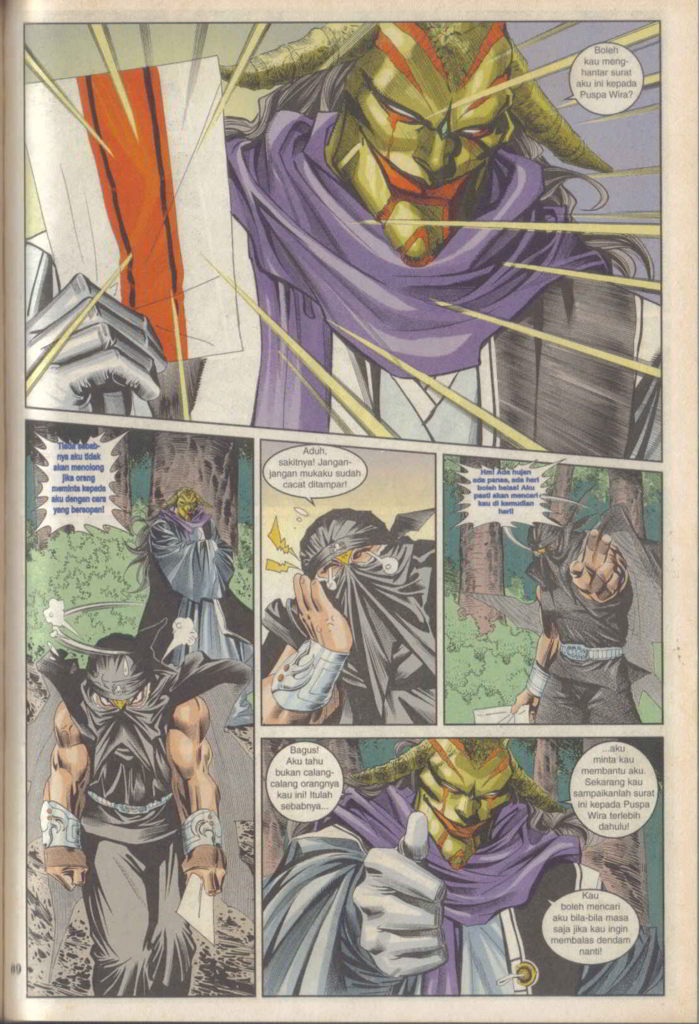 Boleh
kau meng-
hantar surat
aku ini kepada
Puspa Wira?
Tiada sebab-
nya aku tidak
akan menolong
jika orang
meminta kepada
aku dengan cara
yang bersopan!
Aduh,
sakitnya! Jangan-
jangan mukaku sudah
cacat ditampar!
Hm! Ada hujan
ada panas, ada hari
boleh balas! Aku
pasti akan mencari
kau di kemudian
hari!
Bagus!
Aku tahu
bukan calang-
calang orangnya
kau ini! Itulah
sebabnya...
...aku
minta kau
membantu aku.
Sekarang kau
sampaikanlah surat
ini kepada Puspa
Wira terlebih
dahulu!
Kau
boleh mencari
aku bila-bila masa
saja jika kau ingin
membalas dendam
nanti!